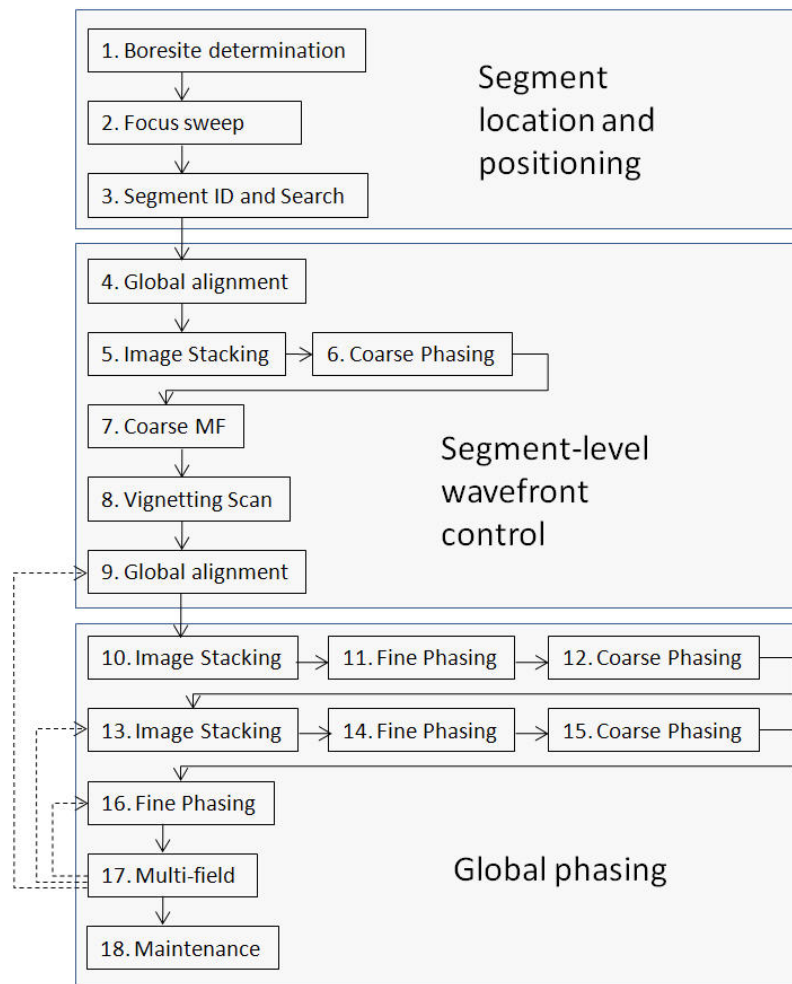 1. Boresite determination
2. Focus sweep
3. Segment ID and Search
Segment
location and
positioning
4. Global alignment
5. Image Stacking
6. Coarse Phasing
7. Coarse MF
8. Vignetting Scan
9. Global alignment
Segment-level
wavefront
control
10. Image Stacking
11. Fine Phasing
12. Coarse Phasing
13. Image Stacking
14. Fine Phasing
15. Coarse Phasing
16. Fine Phasing
17. Multi-field
18. Maintenance
Global phasing